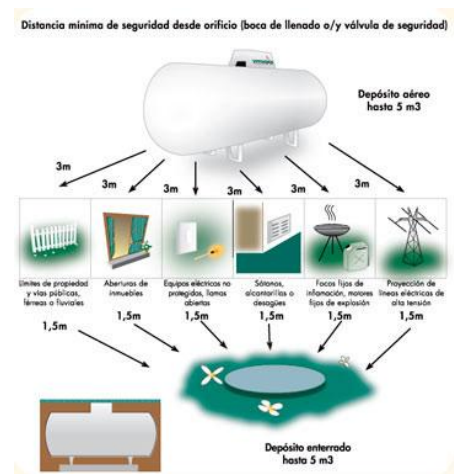 Distancia mínima de seguridad desde orificio (boca de llenado o/y válvula de seguridad)
Depósito aéreo
hasta 5 m3
3m
3m
3m
3m
3m
3m
Límites de propiedad
y vías públicas,
férreas o fluviales
Aberturas de
inmuebles
Equipos eléctricos no
protegidos, llamas
abiertas
Sótanos,
alcantarillas o
desagües
Focos fijos de
inflamación, motores
fijos de explosión
Proyección de
líneas eléctricas de
alta tensión
1,5m
1,5m
1,5m
1,5m
1,5m
1,5m
Depósito enterrado
hasta 5 m3